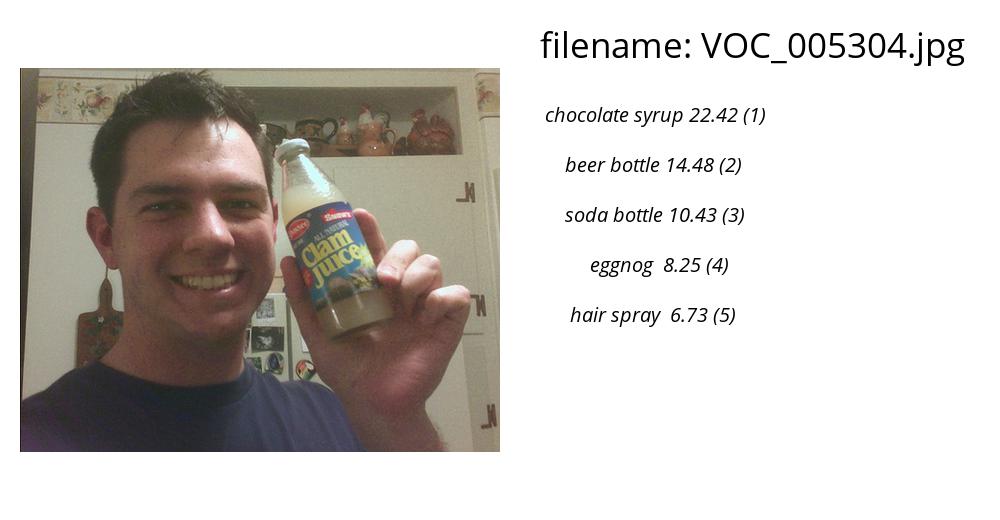 filename: VOC_005304.jpg
chocolate syrup 22.42 (1)
beer bottle 14.48 (2)
soda bottle 10.43 (3)
eggnog 8.25 (4)
hair spray 6.73 (5)
Snow's
ALL NATURAL
Clam
Juice